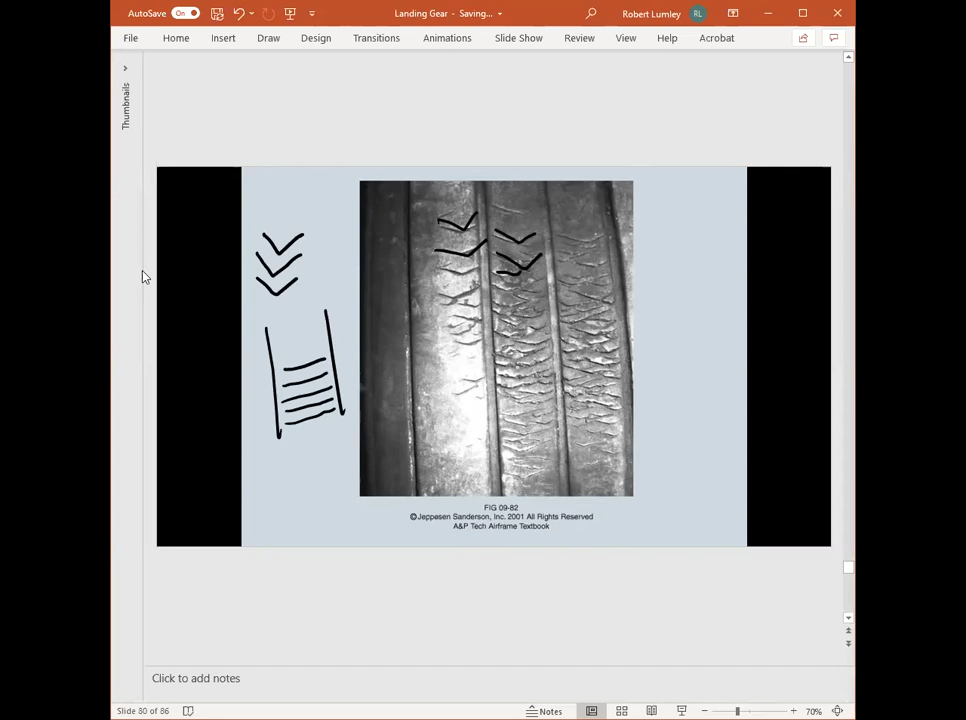 AutoSave On Landing Gear - Saving... Robert Lumley RL
File Home Insert Draw Design Transitions Animations Slide Show Review View Help Acrobat
Thumbnails
FIG 09-82
©Jeppesen Sanderson, Inc. 2001 All Rights Reserved
A&P Tech Airframe Textbook
Click to add notes
Slide 80 of 86 Notes 70%